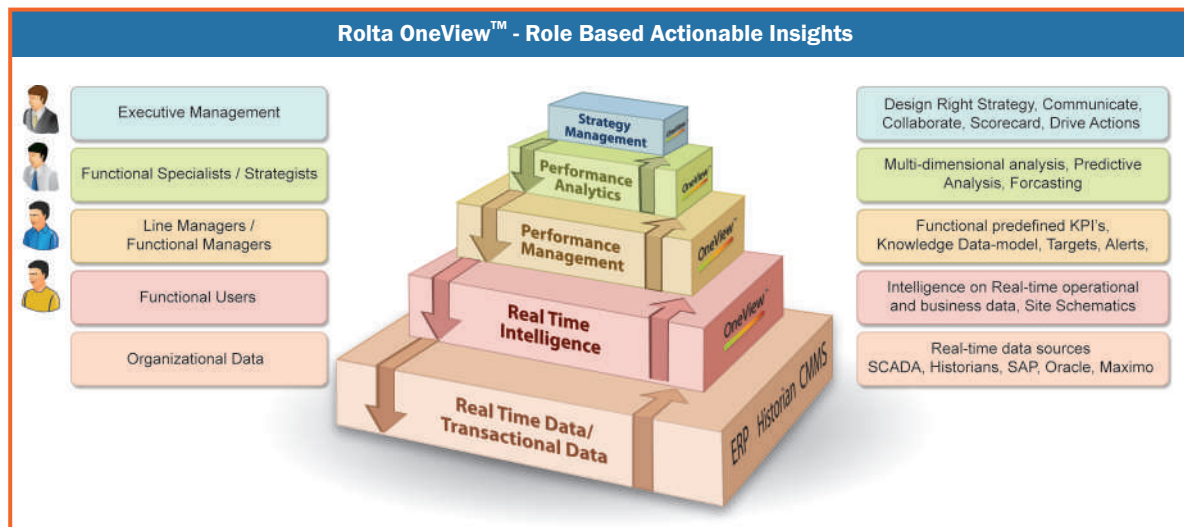 Rolta OneView™ - Role Based Actionable Insights
Executive Management
Functional Specialists / Strategists
Line Managers /
Functional Managers
Functional Users
Organizational Data
Strategy
Management
OneView
Performance
Analytics
OneView
Performance
Management
OneView™
Real Time
Intelligence
OneView™
Real Time Data/
Transactional Data
ERP Historian CMMS
Design Right Strategy, Communicate,
Collaborate, Scorecard, Drive Actions
Multi-dimensional analysis, Predictive
Analysis, Forcasting
Functional predefined KPI's,
Knowledge Data-model, Targets, Alerts,
Intelligence on Real-time operational
and business data, Site Schematics
Real-time data sources
SCADA, Historians, SAP, Oracle, Maximo